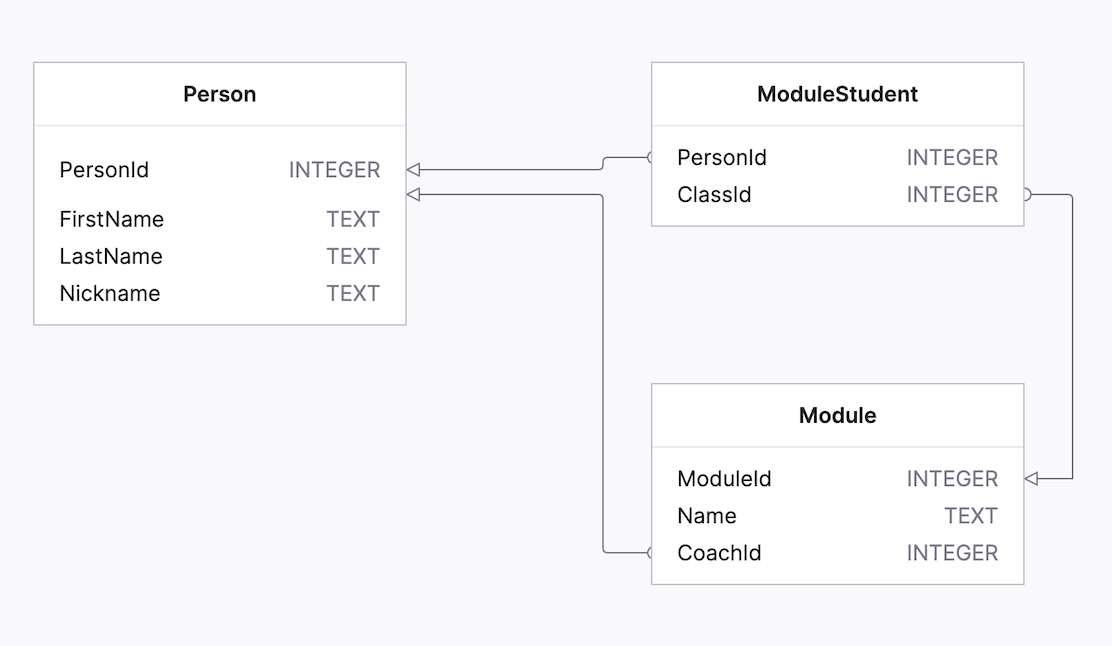 Person
PersonId INTEGER
FirstName TEXT
LastName TEXT
Nickname TEXT
ModuleStudent
PersonId INTEGER
ClassId INTEGER
Module
ModuleId INTEGER
Name TEXT
CoachId INTEGER